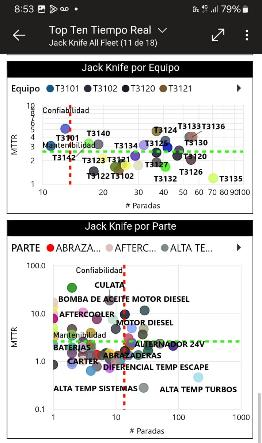 8:53
79%
Top Ten Tiempo Real
Jack Knife All Fleet (11 de 18)
Jack Knife por Equipo
Equipo T3101 T3102 T3120 T3121
Confiabilidad
Mantenibilidad
MTTR
T3101
T3140
T3124
T3133
T3136
T3142
T3134
T3130
T3123
T3121
T3120
T3122
T3102
T3127
T3126
T3132
T3135
10
20
30
40
50
60
70
80
90
100
# Paradas
Jack Knife por Parte
PARTE ABRAZA... AFTERC... ALTA TE...
100.0
10.0
1.0
0.1
Confiabilidad
CULATA
BOMBA DE ACEITE MOTOR DIESEL
AFTERCOOLER
MOTOR DIESEL
Mantenibilidad
BATERIAS
ALTERNADOR 24V
ABRAZADERAS
CARTER
DIFERENCIAL TEMP ESCAPE
ALTA TEMP SISTEMAS
ALTA TEMP TURBOS
MTTR
1
10
100
1000
# Paradas